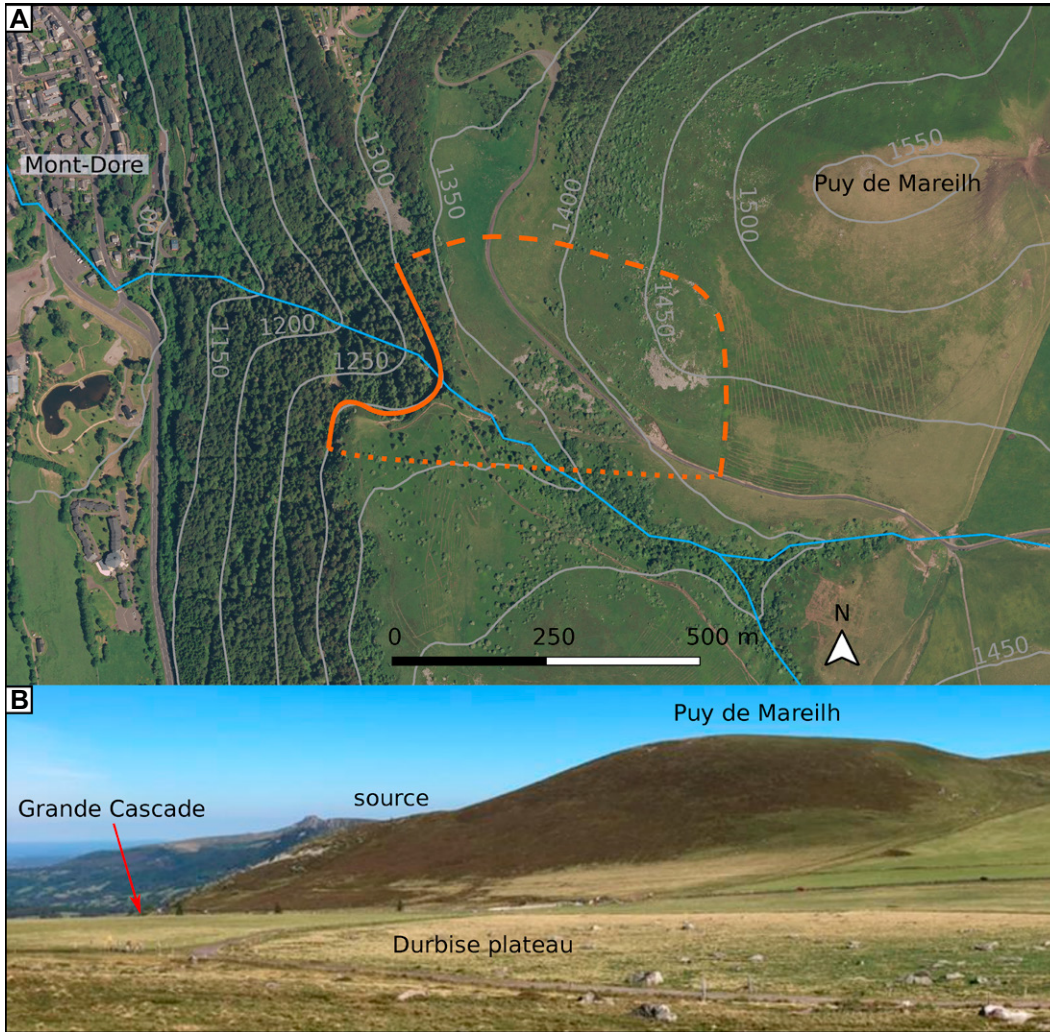 A
Mont-Dore
1100
1150
1200
1250
1300
1350
1400
1450
1500
1550
Puy de Mareilh
1450
N
0 250 500 m
B
Puy de Mareilh
source
Grande Cascade
Durbise plateau